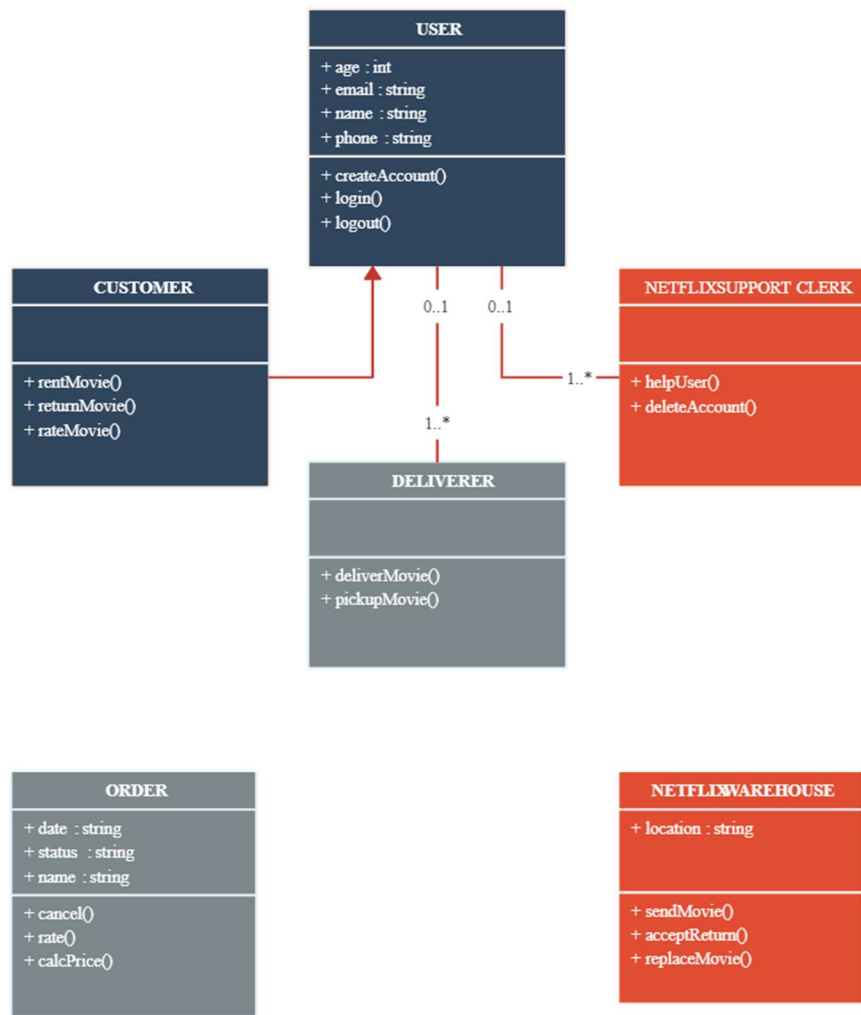 USER
+ age : int
+ email : string
+ name : string
+ phone : string
+ createAccount()
+ login()
+ logout()
CUSTOMER
+ rentMovie()
+ returnMovie()
+ rateMovie()
0..1
0..1
NETFLIXSUPPORT CLERK
+ helpUser()
+ deleteAccount()
1..*
1..*
DELIVERER
+ deliverMovie()
+ pickupMovie()
ORDER
+ date : string
+ status : string
+ name : string
+ cancel()
+ rate()
+ calcPrice()
NETFLIXWAREHOUSE
+ location : string
+ sendMovie()
+ acceptReturn()
+ replaceMovie()